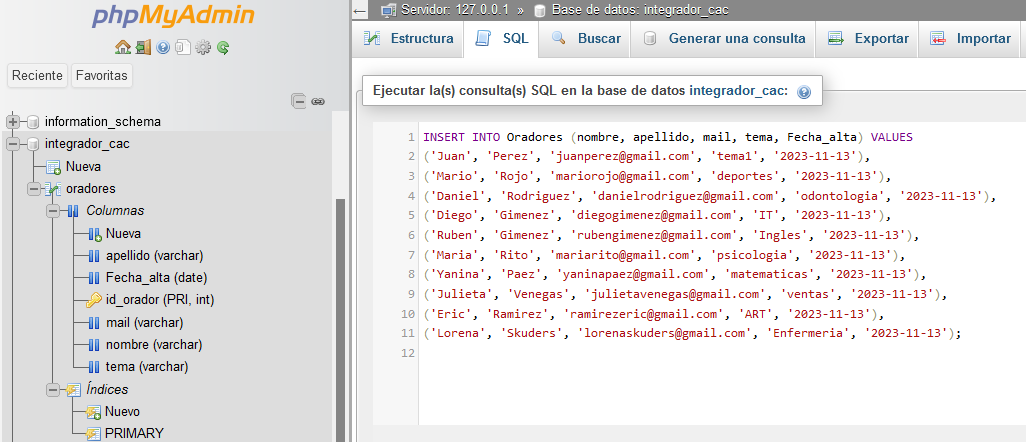 phpMyAdmin
Reciente Favoritas
information_schema
integrador_cac
Nueva
oradores
Columnas
Nueva
apellido (varchar)
Fecha_alta (date)
id_orador (PRI, int)
mail (varchar)
nombre (varchar)
tema (varchar)
Índices
Nuevo
PRIMARY
Servidor: 127.0.0.1 » Base de datos: integrador_cac
Estructura SQL Buscar Generar una consulta Exportar Importar
Ejecutar la(s) consulta(s) SQL en la base de datos integrador_cac:
1 INSERT INTO Oradores (nombre, apellido, mail, tema, Fecha_alta) VALUES
2 ('Juan', 'Perez', 'juanperez@gmail.com', 'tema1', '2023-11-13'),
3 ('Mario', 'Rojo', 'mariorojo@gmail.com', 'deportes', '2023-11-13'),
4 ('Daniel', 'Rodriguez', 'danielrodriguez@gmail.com', 'odontologia', '2023-11-13'),
5 ('Diego', 'Gimenez', 'diegogimenez@gmail.com', 'IT', '2023-11-13'),
6 ('Ruben', 'Gimenez', 'rubengimenez@gmail.com', 'Ingles', '2023-11-13'),
7 ('Maria', 'Rito', 'mariarito@gmail.com', 'psicologia', '2023-11-13'),
8 ('Yanina', 'Paez', 'yaninapaez@gmail.com', 'matematicas', '2023-11-13'),
9 ('Julieta', 'Venegas', 'julietavenegas@gmail.com', 'ventas', '2023-11-13'),
10 ('Eric', 'Ramirez', 'ramirezeric@gmail.com', 'ART', '2023-11-13'),
11 ('Lorena', 'Skuders', 'lorenaskuders@gmail.com', 'Enfermeria', '2023-11-13');
12